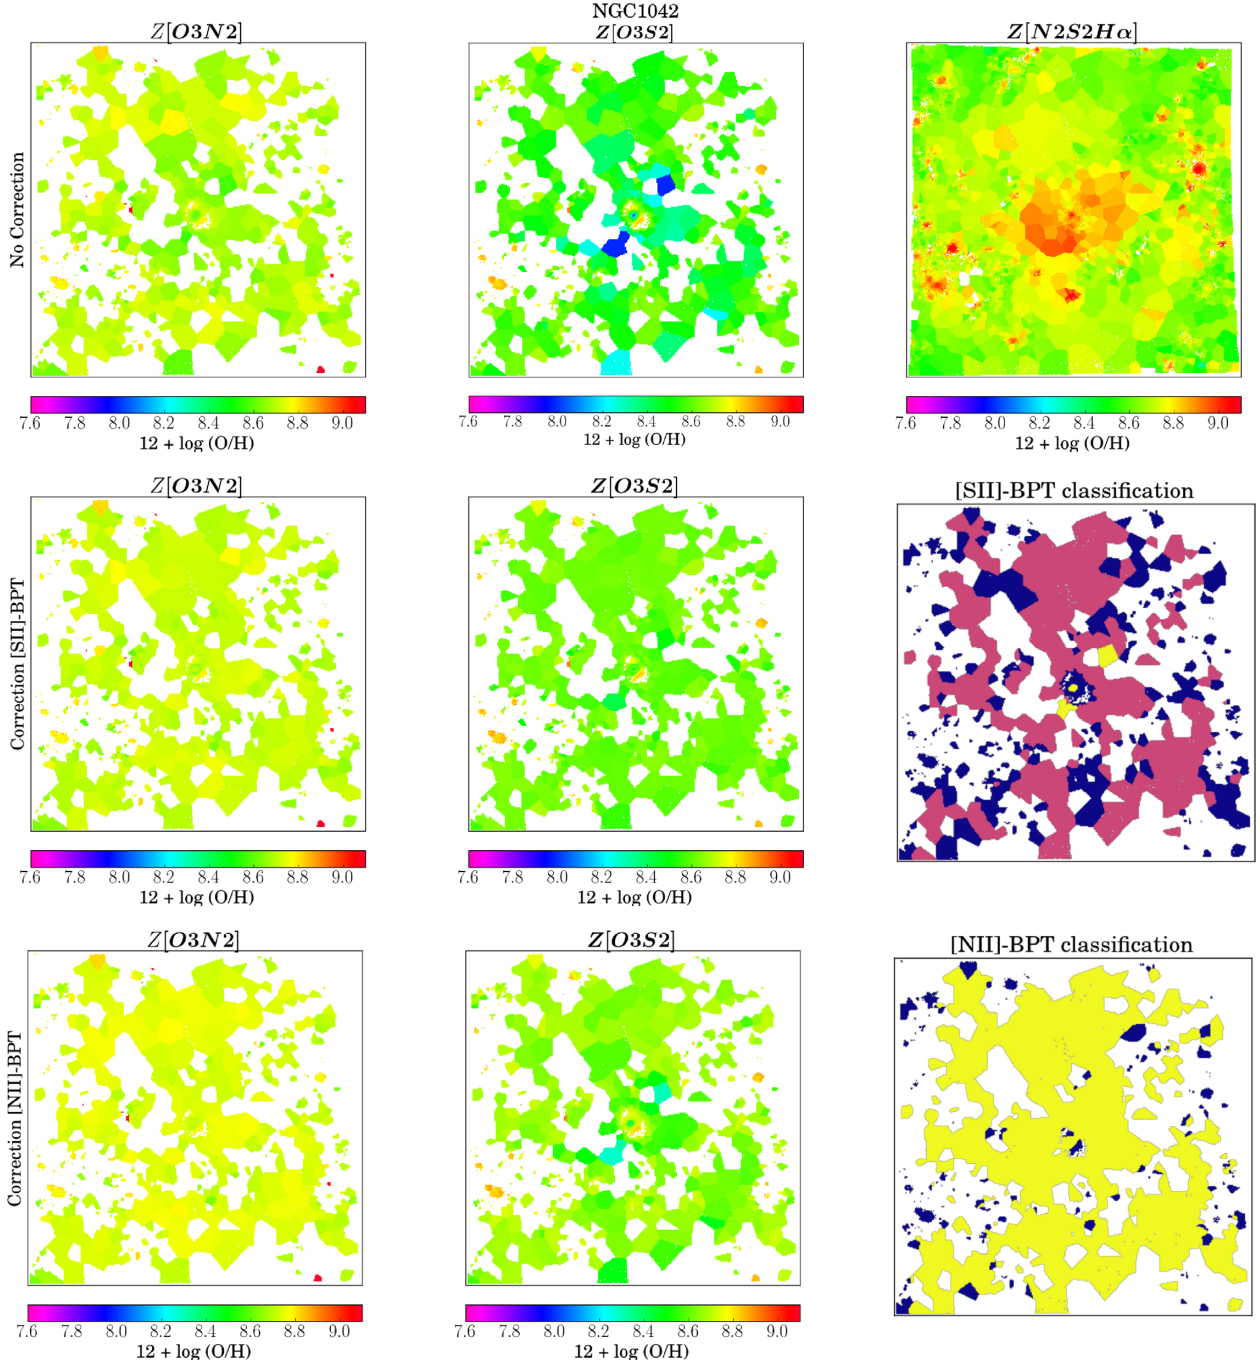 NGC1042
Z[O3N2]
Z[O3S2]
Z[N2S2Hα]
No Correction
7.6 7.8 8.0 8.2 8.4 8.6 8.8 9.0
12 + log (O/H)
7.6 7.8 8.0 8.2 8.4 8.6 8.8 9.0
12 + log (O/H)
7.6 7.8 8.0 8.2 8.4 8.6 8.8 9.0
12 + log (O/H)
Z[O3N2]
Z[O3S2]
[SII]-BPT classification
Correction [SII]-BPT
7.6 7.8 8.0 8.2 8.4 8.6 8.8 9.0
12 + log (O/H)
7.6 7.8 8.0 8.2 8.4 8.6 8.8 9.0
12 + log (O/H)
Z[O3N2]
Z[O3S2]
[NII]-BPT classification
Correction [NII]-BPT
7.6 7.8 8.0 8.2 8.4 8.6 8.8 9.0
12 + log (O/H)
7.6 7.8 8.0 8.2 8.4 8.6 8.8 9.0
12 + log (O/H)